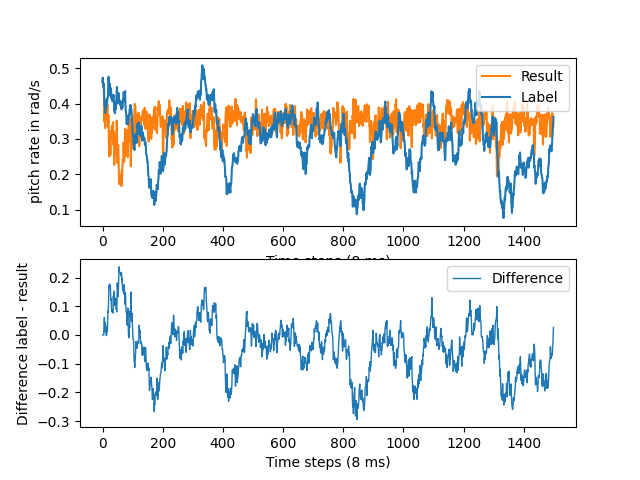 0.5
0.4
0.3
0.2
0.1
pitch rate in rad/s
Result
Label
0 200 400 600 800 1000 1200 1400
Time steps (8 ms)
0.2
0.1
0.0
−0.1
−0.2
−0.3
Difference label - result
Difference
0 200 400 600 800 1000 1200 1400
Time steps (8 ms)